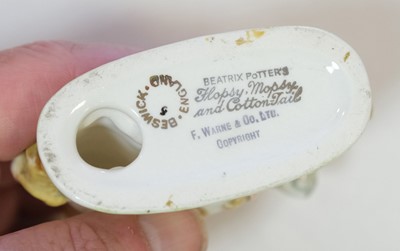 BESWICK · ENGLAND ·
BEATRIX POTTER'S
Flopsy, Mopsy
and Cotton Tail
F. WARNE & CO. LTD.
COPYRIGHT